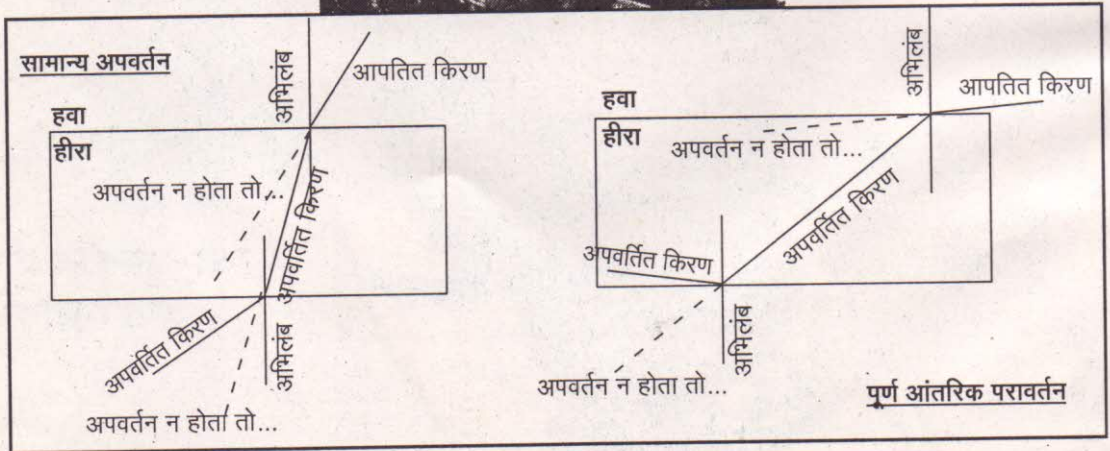 सामान्य अपवर्तन
अभिलंब
आपतित किरण
हवा
हीरा
अपवर्तन न होता तो...
अपवर्तित किरण
अपवर्तित किरण
अभिलंब
अपवर्तन न होता तो...
अभिलंब
आपतित किरण
हवा
हीरा
अपवर्तन न होता तो...
अपवर्तित किरण
अपवर्तित किरण
अभिलंब
अपवर्तन न होता तो...
पूर्ण आंतरिक परावर्तन